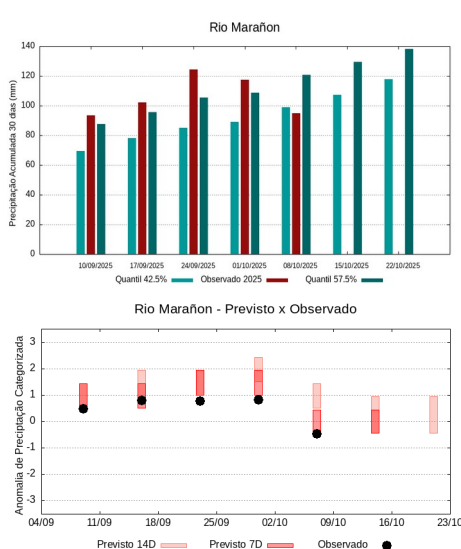 Rio Marañon
Precipitação Acumulada 30 dias (mm)
140
120
100
80
60
40
20
0
10/09/2025 17/09/2025 24/09/2025 01/10/2025 08/10/2025 15/10/2025 22/10/2025
Quantil 42.5% Observado 2025 Quantil 57.5%
Rio Marañon - Previsto x Observado
Anomalia de Preciptação Categorizada
3
2
1
0
-1
-2
-3
04/09 11/09 18/09 25/09 02/10 09/10 16/10 23/10
Previsto 14D Previsto 7D Observado